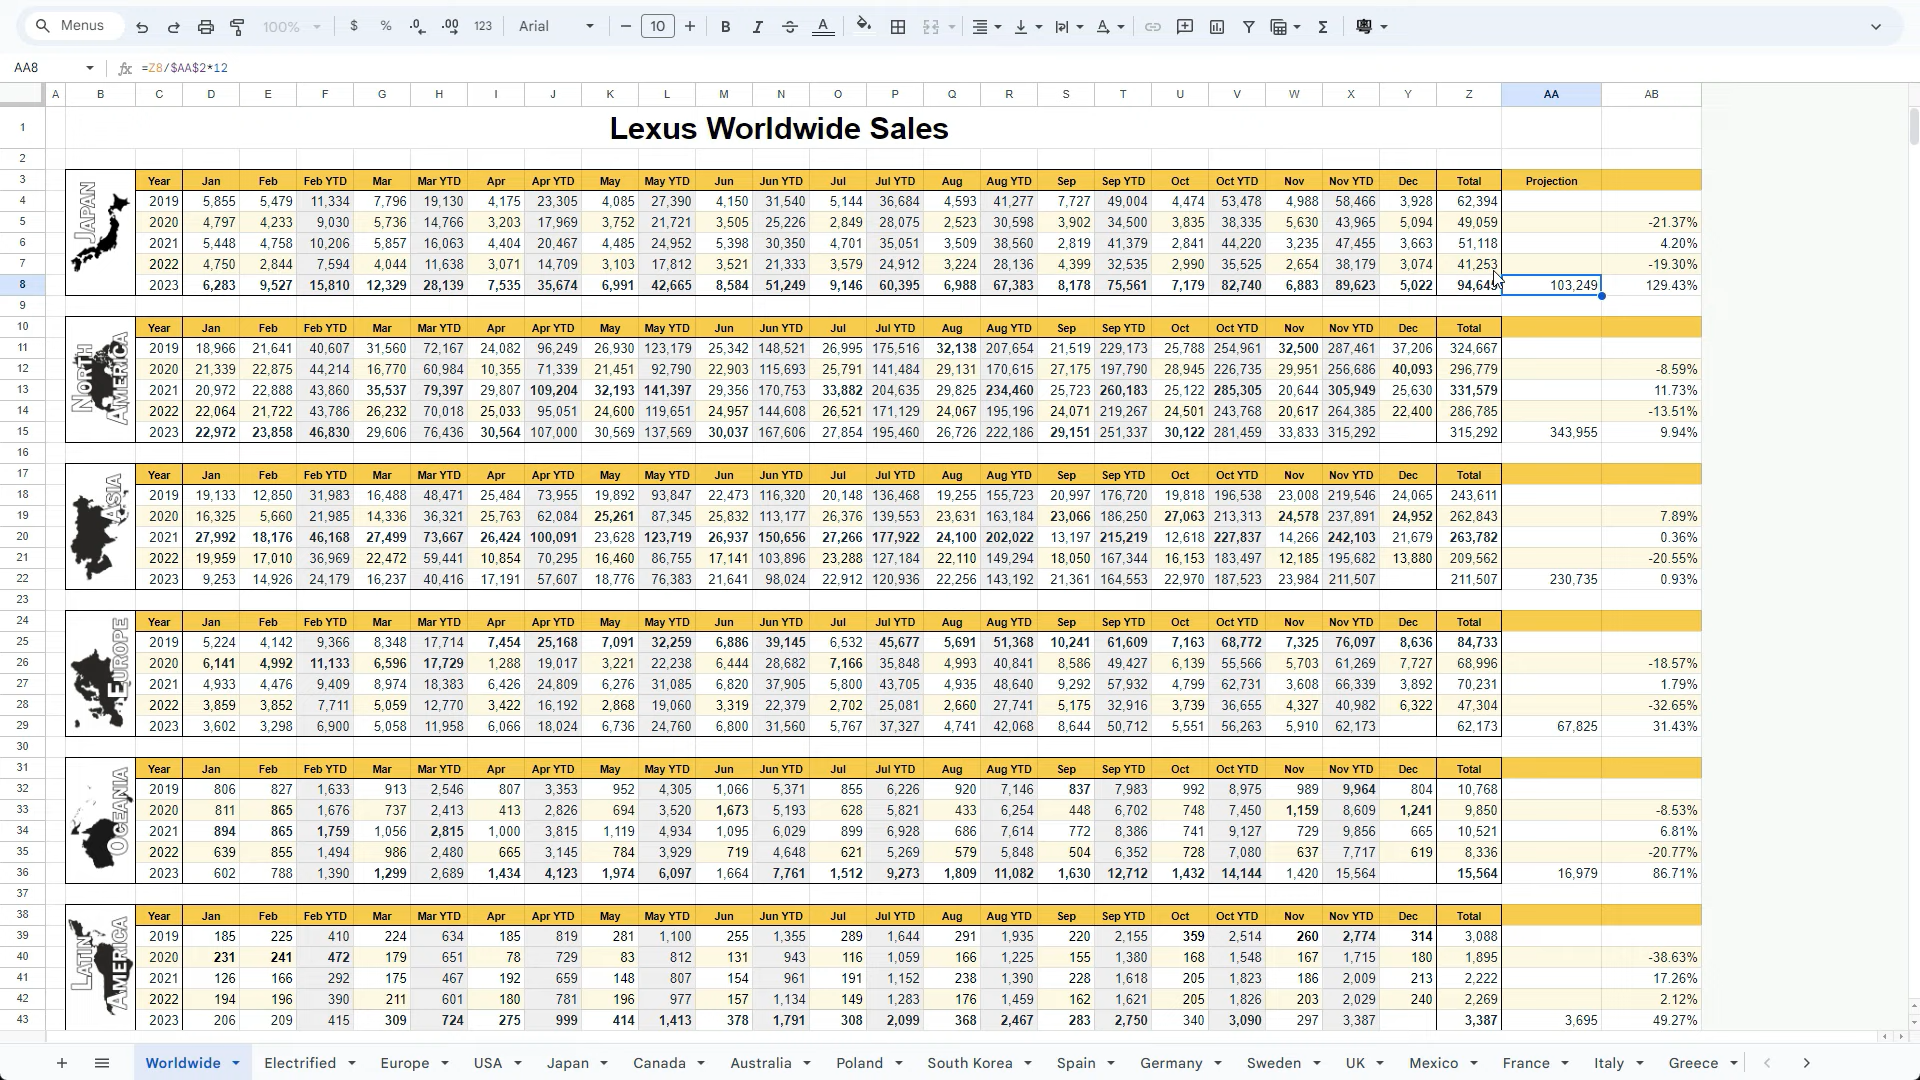 Menus 100% $ % .0 .00 123 Arial 10 B I A
AA8 fx =Z8/$AA$2*12
A B C D E F G H I J K L M N O P Q R S T U V W X Y Z AA AB
1 Lexus Worldwide Sales
2
JAPAN
3 Year Jan Feb Feb YTD Mar Mar YTD Apr Apr YTD May May YTD Jun Jun YTD Jul Jul YTD Aug Aug YTD Sep Sep YTD Oct Oct YTD Nov Nov YTD Dec Total Projection
4 2019 5,855 5,479 11,334 7,796 19,130 4,175 23,305 4,085 27,390 4,150 31,540 5,144 36,684 4,593 41,277 7,727 49,004 4,474 53,478 4,988 58,466 3,928 62,394
5 2020 4,797 4,233 9,030 5,736 14,766 3,203 17,969 3,752 21,721 3,505 25,226 2,849 28,075 2,523 30,598 3,902 34,500 3,835 38,335 5,630 43,965 5,094 49,059 -21.37%
6 2021 5,448 4,758 10,206 5,857 16,063 4,404 20,467 4,485 24,952 5,398 30,350 4,701 35,051 3,509 38,560 2,819 41,379 2,841 44,220 3,235 47,455 3,663 51,118 4.20%
7 2022 4,750 2,844 7,594 4,044 11,638 3,071 14,709 3,103 17,812 3,521 21,333 3,579 24,912 3,224 28,136 4,399 32,535 2,990 35,525 2,654 38,179 3,074 41,253 -19.30%
8 2023 6,283 9,527 15,810 12,329 28,139 7,535 35,674 6,991 42,665 8,584 51,249 9,146 60,395 6,988 67,383 8,178 75,561 7,179 82,740 6,883 89,623 5,022 94,645 103,249 129.43%
9
NORTH AMERICA
10 Year Jan Feb Feb YTD Mar Mar YTD Apr Apr YTD May May YTD Jun Jun YTD Jul Jul YTD Aug Aug YTD Sep Sep YTD Oct Oct YTD Nov Nov YTD Dec Total
11 2019 18,966 21,641 40,607 31,560 72,167 24,082 96,249 26,930 123,179 25,342 148,521 26,995 175,516 32,138 207,654 21,519 229,173 25,788 254,961 32,500 287,461 37,206 324,667
12 2020 21,339 22,875 44,214 16,770 60,984 10,355 71,339 21,451 92,790 22,903 115,693 25,791 141,484 29,131 170,615 27,175 197,790 28,945 226,735 29,951 256,686 40,093 296,779 -8.59%
13 2021 20,972 22,888 43,860 35,537 79,397 29,807 109,204 32,193 141,397 29,356 170,753 33,882 204,635 29,825 234,460 25,723 260,183 25,122 285,305 20,644 305,949 25,630 331,579 11.73%
14 2022 22,064 21,722 43,786 26,232 70,018 25,033 95,051 24,600 119,651 24,957 144,608 26,521 171,129 24,067 195,196 24,071 219,267 24,501 243,768 20,617 264,385 22,400 286,785 -13.51%
15 2023 22,972 23,858 46,830 29,606 76,436 30,564 107,000 30,569 137,569 30,037 167,606 27,854 195,460 26,726 222,186 29,151 251,337 30,122 281,459 33,833 315,292 315,292 343,955 9.94%
16
ASIA
17 Year Jan Feb Feb YTD Mar Mar YTD Apr Apr YTD May May YTD Jun Jun YTD Jul Jul YTD Aug Aug YTD Sep Sep YTD Oct Oct YTD Nov Nov YTD Dec Total
18 2019 19,133 12,850 31,983 16,488 48,471 25,484 73,955 19,892 93,847 22,473 116,320 20,148 136,468 19,255 155,723 20,997 176,720 19,818 196,538 23,008 219,546 24,065 243,611
19 2020 16,325 5,660 21,985 14,336 36,321 25,763 62,084 25,261 87,345 25,832 113,177 26,376 139,553 23,631 163,184 23,066 186,250 27,063 213,313 24,578 237,891 24,952 262,843 7.89%
20 2021 27,992 18,176 46,168 27,499 73,667 26,424 100,091 23,628 123,719 26,937 150,656 27,266 177,922 24,100 202,022 13,197 215,219 12,618 227,837 14,266 242,103 21,679 263,782 0.36%
21 2022 19,959 17,010 36,969 22,472 59,441 10,854 70,295 16,460 86,755 17,141 103,896 23,288 127,184 22,110 149,294 18,050 167,344 16,153 183,497 12,185 195,682 13,880 209,562 -20.55%
22 2023 9,253 14,926 24,179 16,237 40,416 17,191 57,607 18,776 76,383 21,641 98,024 22,912 120,936 22,256 143,192 21,361 164,553 22,970 187,523 23,984 211,507 211,507 230,735 0.93%
23
EUROPE
24 Year Jan Feb Feb YTD Mar Mar YTD Apr Apr YTD May May YTD Jun Jun YTD Jul Jul YTD Aug Aug YTD Sep Sep YTD Oct Oct YTD Nov Nov YTD Dec Total
25 2019 5,224 4,142 9,366 8,348 17,714 7,454 25,168 7,091 32,259 6,886 39,145 6,532 45,677 5,691 51,368 10,241 61,609 7,163 68,772 7,325 76,097 8,636 84,733
26 2020 6,141 4,992 11,133 6,596 17,729 1,288 19,017 3,221 22,238 6,444 28,682 7,166 35,848 4,993 40,841 8,586 49,427 6,139 55,566 5,703 61,269 7,727 68,996 -18.57%
27 2021 4,933 4,476 9,409 8,974 18,383 6,426 24,809 6,276 31,085 6,820 37,905 5,800 43,705 4,935 48,640 9,292 57,932 4,799 62,731 3,608 66,339 3,892 70,231 1.79%
28 2022 3,859 3,852 7,711 5,059 12,770 3,422 16,192 2,868 19,060 3,319 22,379 2,702 25,081 2,660 27,741 5,175 32,916 3,739 36,655 4,327 40,982 6,322 47,304 -32.65%
29 2023 3,602 3,298 6,900 5,058 11,958 6,066 18,024 6,736 24,760 6,800 31,560 5,767 37,327 4,741 42,068 8,644 50,712 5,551 56,263 5,910 62,173 62,173 67,825 31.43%
30
OCEANIA
31 Year Jan Feb Feb YTD Mar Mar YTD Apr Apr YTD May May YTD Jun Jun YTD Jul Jul YTD Aug Aug YTD Sep Sep YTD Oct Oct YTD Nov Nov YTD Dec Total
32 2019 806 827 1,633 913 2,546 807 3,353 952 4,305 1,066 5,371 855 6,226 920 7,146 837 7,983 992 8,975 989 9,964 804 10,768
33 2020 811 865 1,676 737 2,413 413 2,826 694 3,520 1,673 5,193 628 5,821 433 6,254 448 6,702 748 7,450 1,159 8,609 1,241 9,850 -8.53%
34 2021 894 865 1,759 1,056 2,815 1,000 3,815 1,119 4,934 1,095 6,029 899 6,928 686 7,614 772 8,386 741 9,127 729 9,856 665 10,521 6.81%
35 2022 639 855 1,494 986 2,480 665 3,145 784 3,929 719 4,648 621 5,269 579 5,848 504 6,352 728 7,080 637 7,717 619 8,336 -20.77%
36 2023 602 788 1,390 1,299 2,689 1,434 4,123 1,974 6,097 1,664 7,761 1,512 9,273 1,809 11,082 1,630 12,712 1,432 14,144 1,420 15,564 15,564 16,979 86.71%
37
LATIN AMERICA
38 Year Jan Feb Feb YTD Mar Mar YTD Apr Apr YTD May May YTD Jun Jun YTD Jul Jul YTD Aug Aug YTD Sep Sep YTD Oct Oct YTD Nov Nov YTD Dec Total
39 2019 185 225 410 224 634 185 819 281 1,100 255 1,355 289 1,644 291 1,935 220 2,155 359 2,514 260 2,774 314 3,088
40 2020 231 241 472 179 651 78 729 83 812 131 943 116 1,059 166 1,225 155 1,380 168 1,548 167 1,715 180 1,895 -38.63%
41 2021 126 166 292 175 467 192 659 148 807 154 961 191 1,152 238 1,390 228 1,618 205 1,823 186 2,009 213 2,222 17.26%
42 2022 194 196 390 211 601 180 781 196 977 157 1,134 149 1,283 176 1,459 162 1,621 205 1,826 203 2,029 240 2,269 2.12%
43 2023 206 209 415 309 724 275 999 414 1,413 378 1,791 308 2,099 368 2,467 283 2,750 340 3,090 297 3,387 3,387 3,695 49.27%
Worldwide Electrified Europe USA Japan Canada Australia Poland South Korea Spain Germany Sweden UK Mexico France Italy Greece